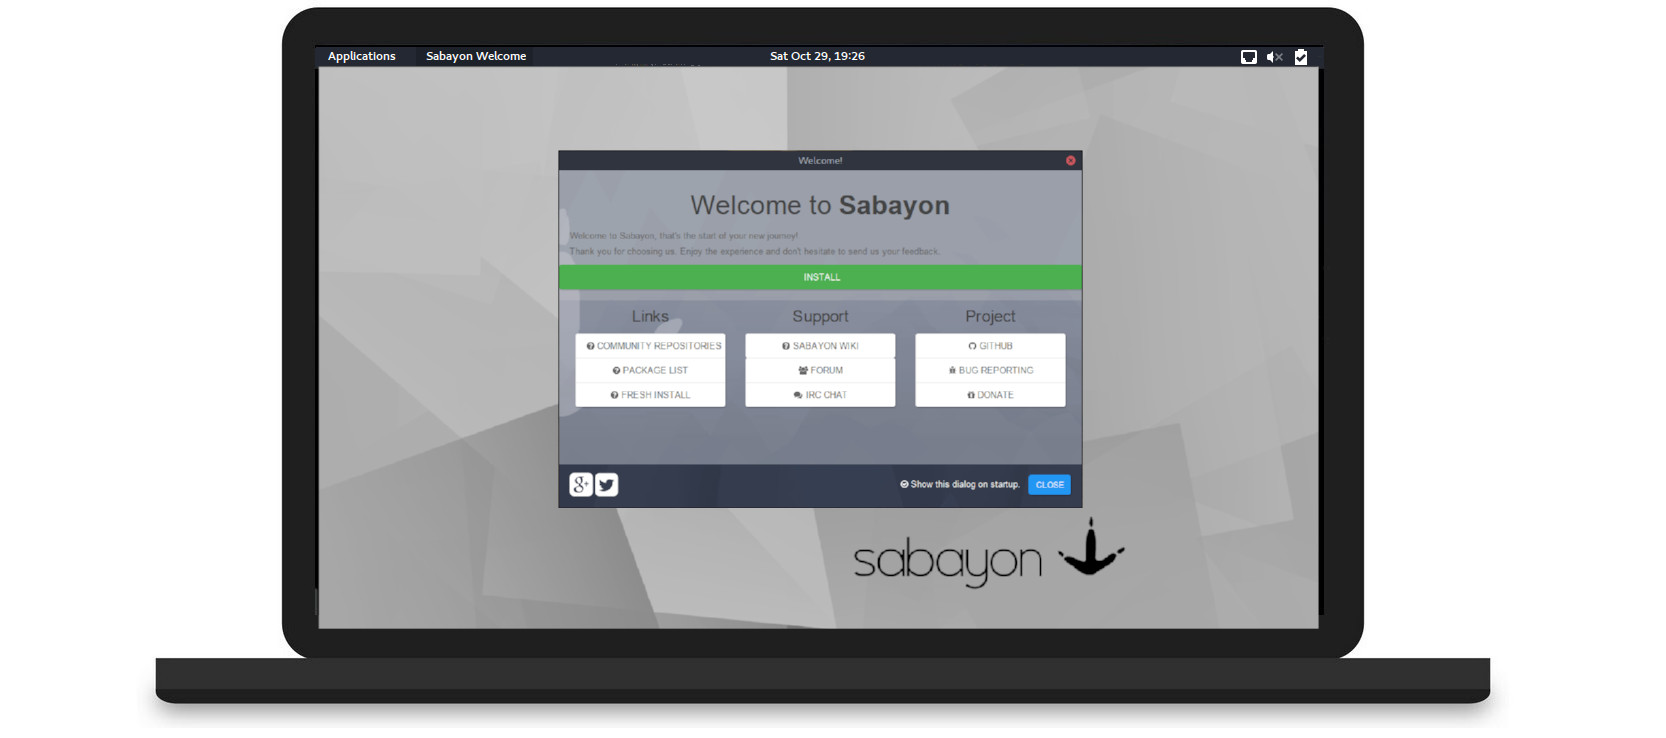 Applications Sabayon Welcome Sat Oct 29, 19:26
Welcome!
Welcome to Sabayon
Welcome to Sabayon, that's the start of your new journey!
Thank you for choosing us. Enjoy the experience and don't hesitate to send us your feedback.
INSTALL
Links
COMMUNITY REPOSITORIES
PACKAGE LIST
FRESH INSTALL
Support
SABAYON WIKI
FORUM
IRC CHAT
Project
GITHUB
BUG REPORTING
DONATE
g+ Show this dialog on startup. CLOSE
sabayon